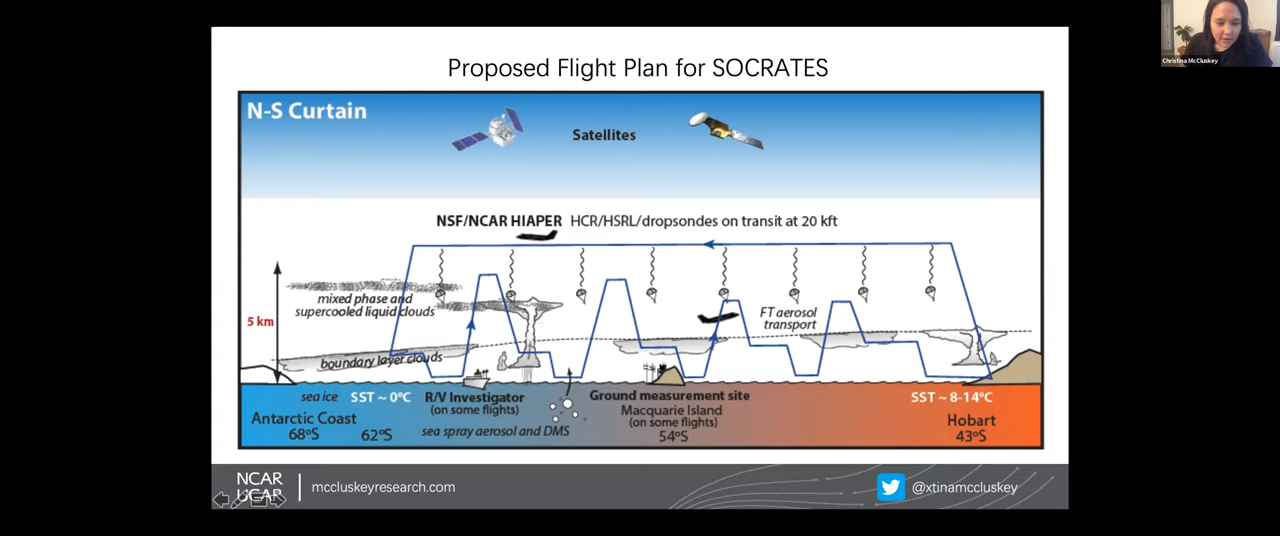 Christina McCluskey
Proposed Flight Plan for SOCRATES
N-S Curtain
Satellites
NSF/NCAR HIAPER HCR/HSRL/dropsondes on transit at 20 kft
mixed phase and
supercooled liquid clouds
5 km
FT aerosol
transport
boundary layer clouds
sea ice SST ~ 0°C R/V Investigator Ground measurement site SST ~ 8-14°C
Antarctic Coast (on some flights) Macquarie Island Hobart
(on some flights)
68°S 62°S sea spray aerosol and DMS 54°S 43°S
NCAR
UCAR
mccluskeyresearch.com
@xtinamccluskey